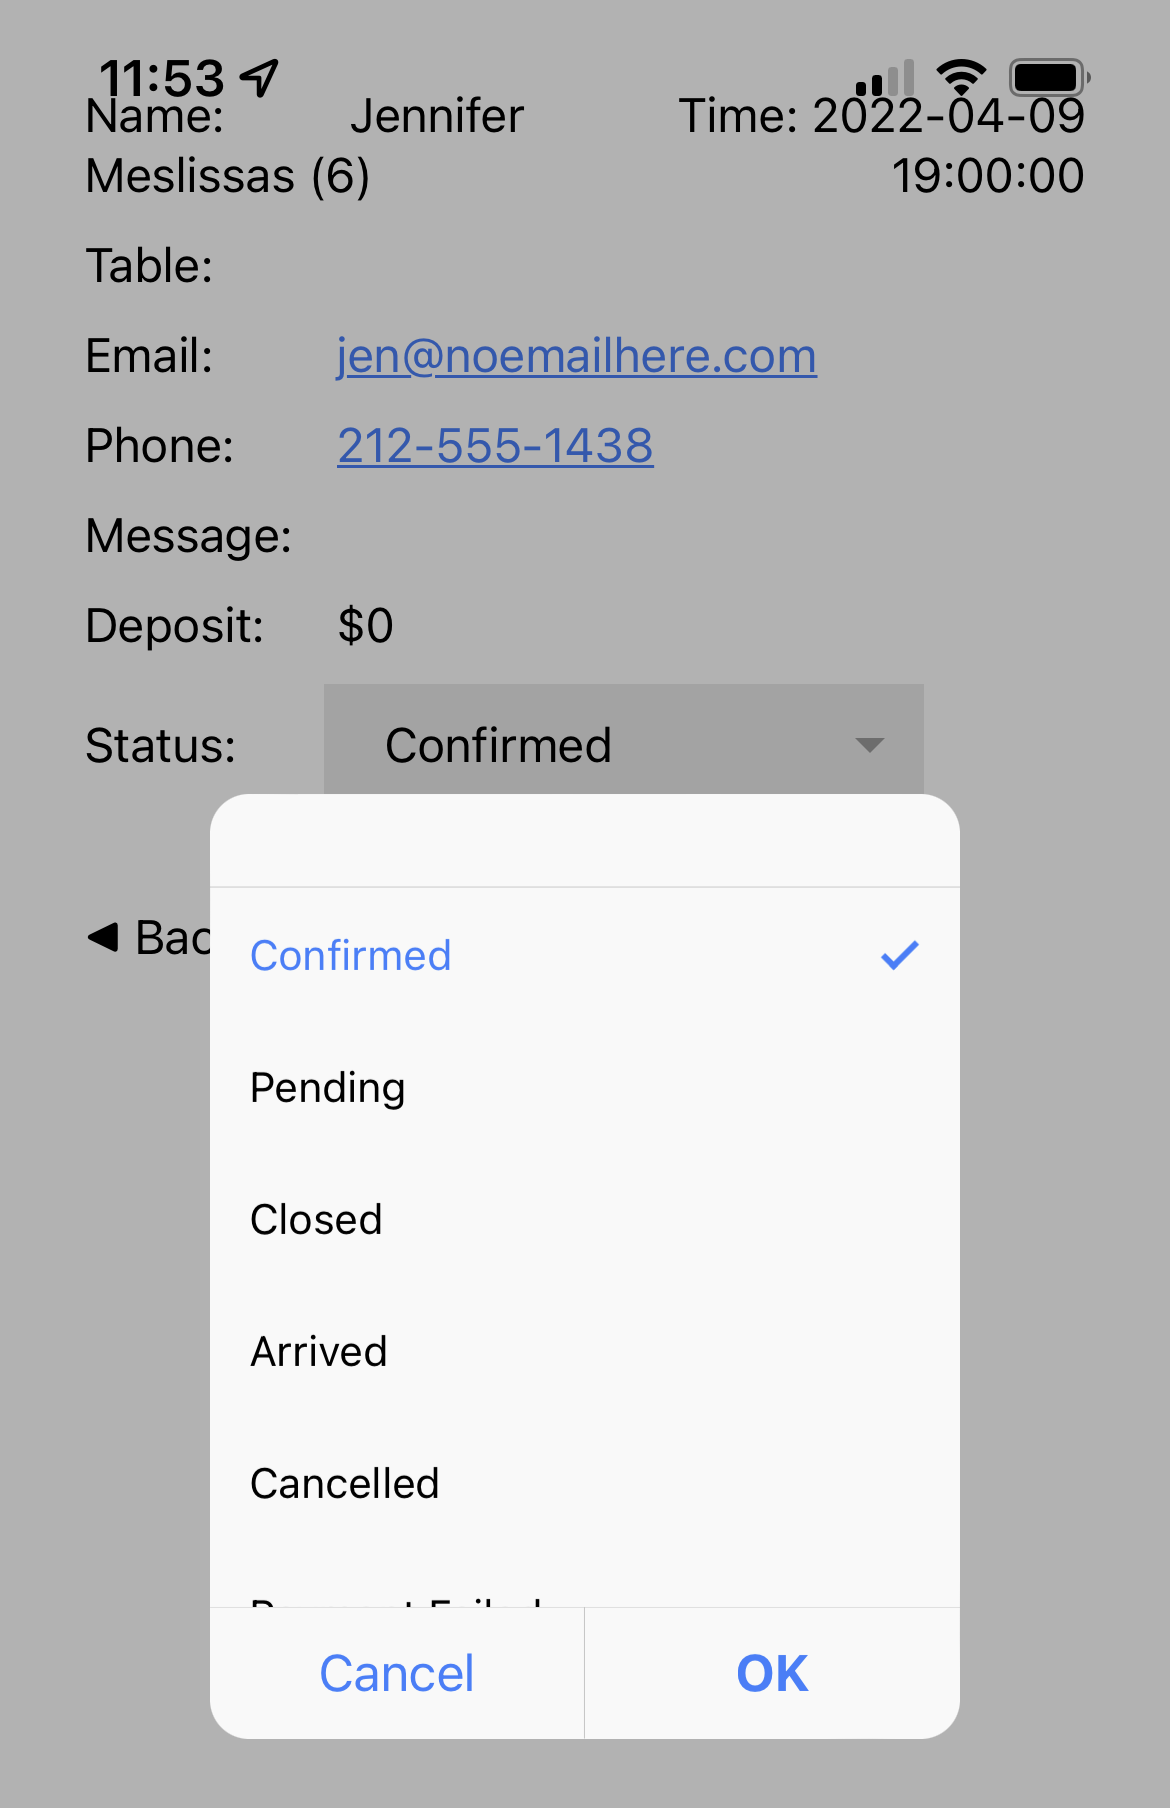 11:53
Name: Jennifer Time: 2022-04-09
Meslissas (6) 19:00:00
Table:
Email: jen@noemailhere.com
Phone: 212-555-1438
Message:
Deposit: $0
Status: Confirmed
◀ Bac
Confirmed
Pending
Closed
Arrived
Cancelled
Cancel OK